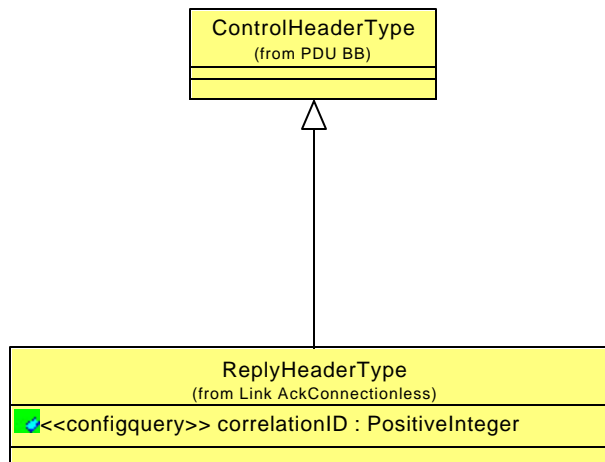 ControlHeaderType
(from PDU BB)
ReplyHeaderType
(from Link AckConnectionless)
<<configquery>> correlationID : PositiveInteger